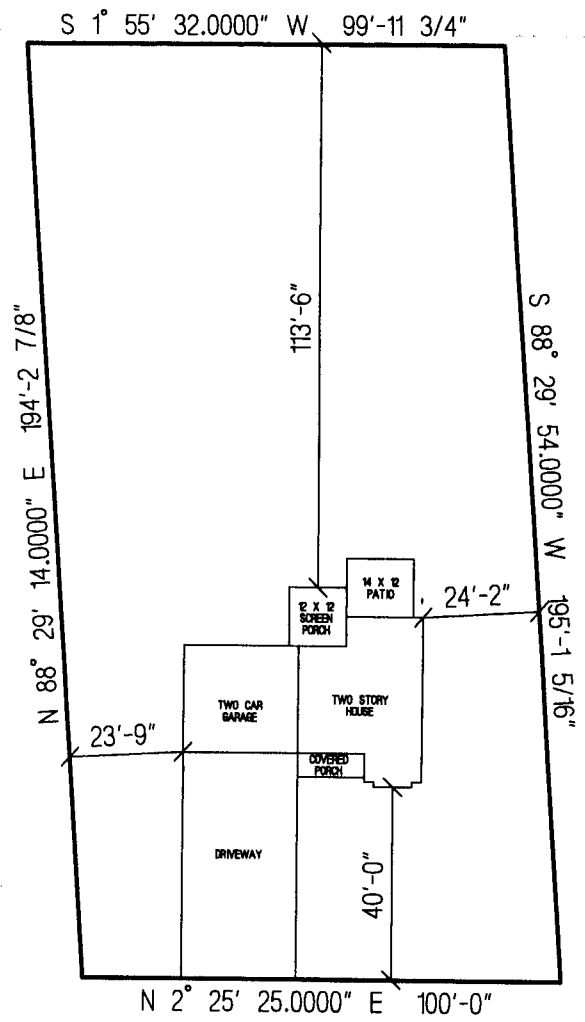 S 1° 55' 32.0000" W 99'-11 3/4"
N 88° 29' 14.0000" E 194'-2 7/8"
113'-6"
S 88° 29' 54.0000" W 195'-1 5/16"
14 X 12
PATIO
12 X 12
SCREEN
PORCH
24'-2"
TWO CAR
GARAGE
TWO STORY
HOUSE
23'-9"
COVERED
PORCH
DRIVEWAY
40'-0"
N 2° 25' 25.0000" E 100'-0"